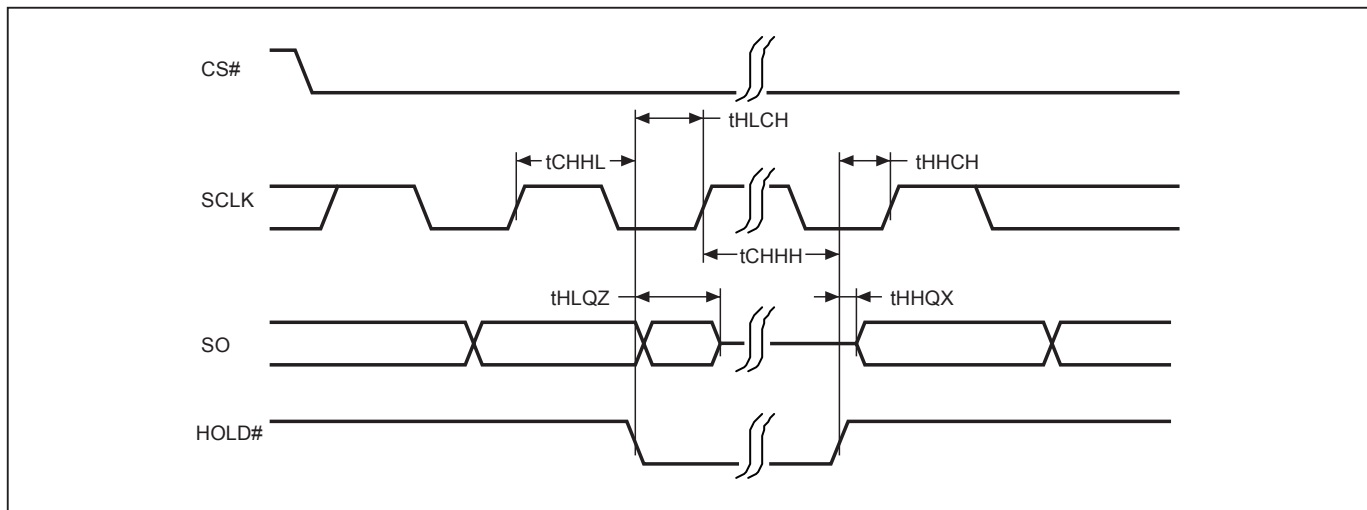 CS#
tHLCH
tCHHL
tHHCH
SCLK
tCHHH
tHLQZ
tHHQX
SO
HOLD#